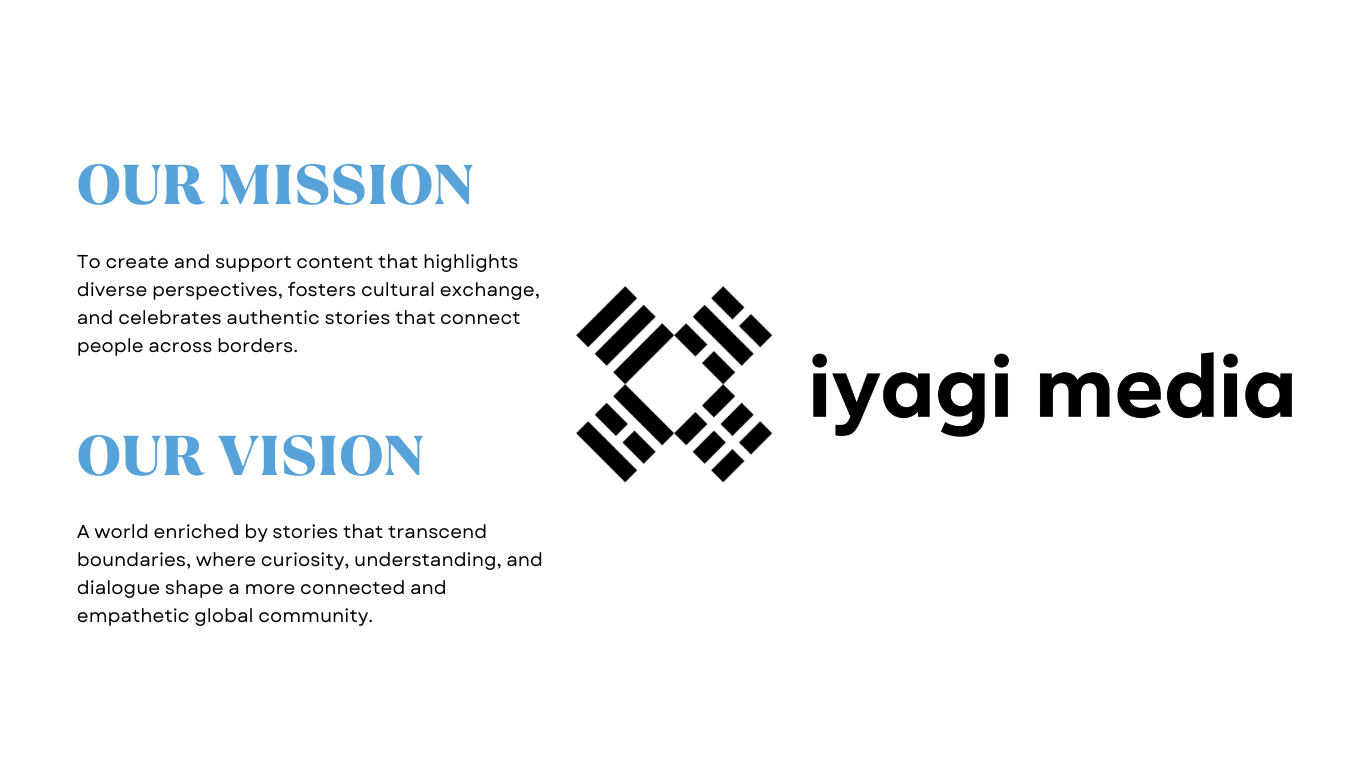 OUR MISSION
To create and support content that highlights
diverse perspectives, fosters cultural exchange,
and celebrates authentic stories that connect
people across borders.
OUR VISION
A world enriched by stories that transcend
boundaries, where curiosity, understanding, and
dialogue shape a more connected and
empathetic global community.
iyagi media